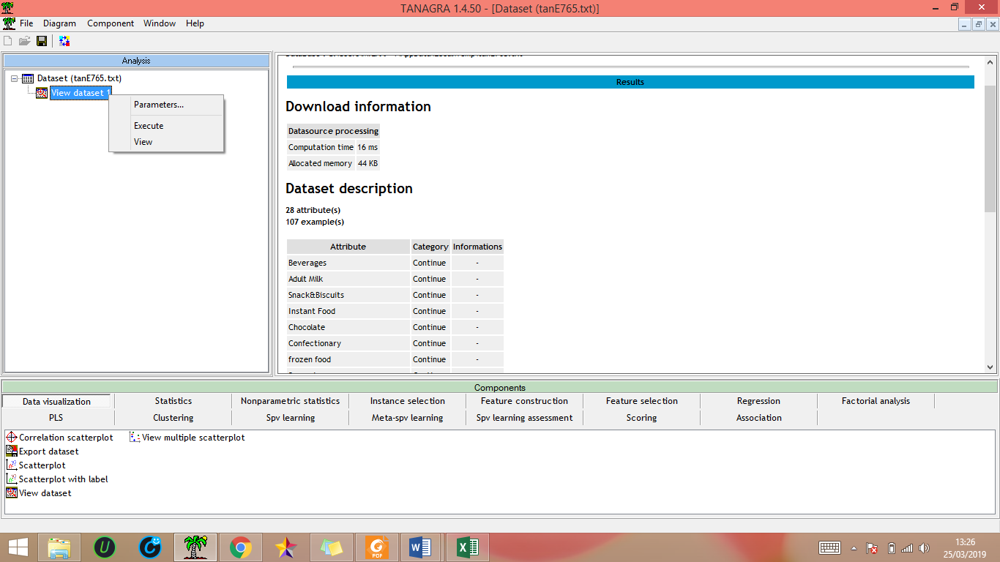 TANAGRA 1.4.50 - [Dataset (tanE765.txt)]
File Diagram Component Window Help
Analysis
Dataset (tanE765.txt)
View dataset 1
Parameters...
Execute
View
Results
Download information
Datasource processing
Computation time 16 ms
Allocated memory 44 KB
Dataset description
28 attribute(s)
107 example(s)
Attribute Category Informations
Beverages Continue -
Adult Milk Continue -
Snack&Biscuits Continue -
Instant Food Continue -
Chocolate Continue -
Confectionary Continue -
frozen food Continue -
Components
Data visualization Statistics Nonparametric statistics Instance selection Feature construction Feature selection Regression Factorial analysis
PLS Clustering Spv learning Meta-spv learning Spv learning assessment Scoring Association
Correlation scatterplot View multiple scatterplot
Export dataset
Scatterplot
Scatterplot with label
View dataset
PDF
13:26
25/03/2019